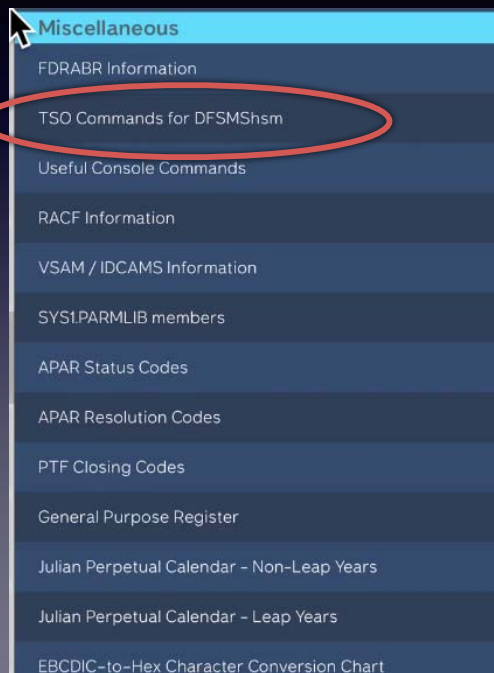 Miscellaneous
FDRABR Information
TSO Commands for DFSMShsm
Useful Console Commands
RACF Information
VSAM / IDCAMS Information
SYS1.PARMLIB members
APAR Status Codes
APAR Resolution Codes
PTF Closing Codes
General Purpose Register
Julian Perpetual Calendar - Non-Leap Years
Julian Perpetual Calendar - Leap Years
EBCDIC-to-Hex Character Conversion Chart